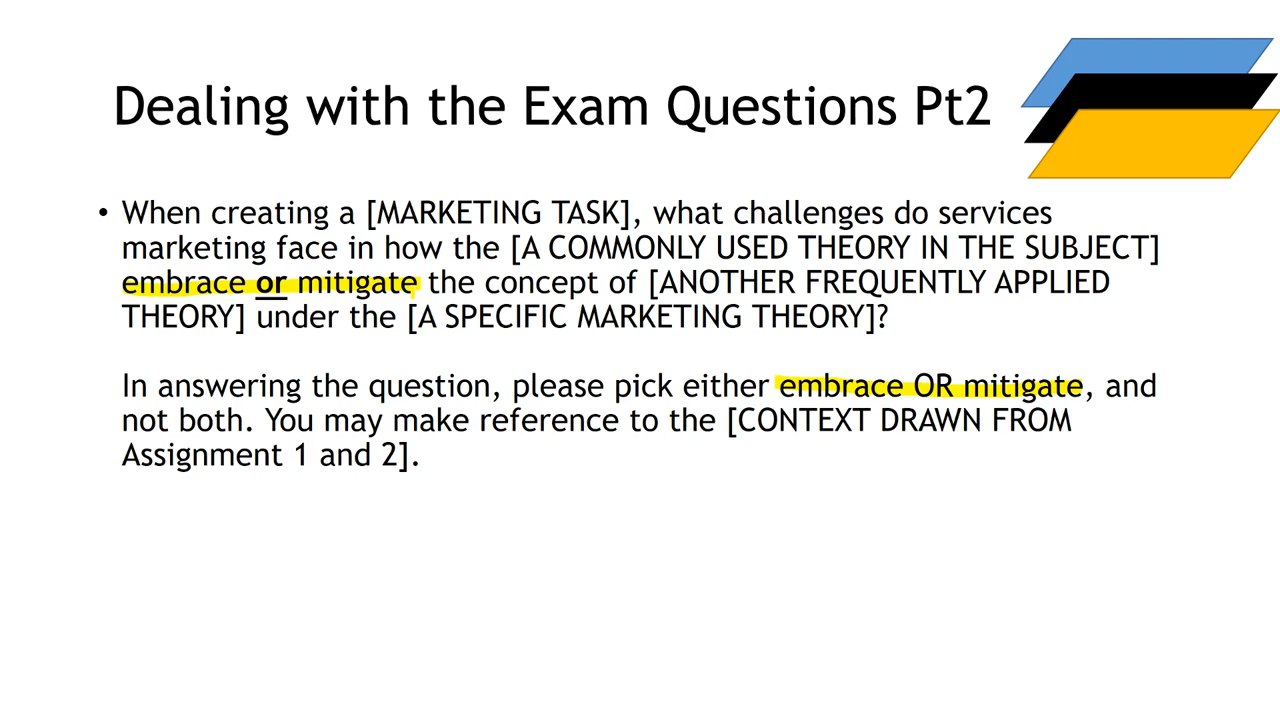 Dealing with the Exam Questions Pt2
• When creating a [MARKETING TASK], what challenges do services
marketing face in how the [A COMMONLY USED THEORY IN THE SUBJECT]
embrace or mitigate the concept of [ANOTHER FREQUENTLY APPLIED
THEORY] under the [A SPECIFIC MARKETING THEORY]?
In answering the question, please pick either embrace OR mitigate, and
not both. You may make reference to the [CONTEXT DRAWN FROM
Assignment 1 and 2].